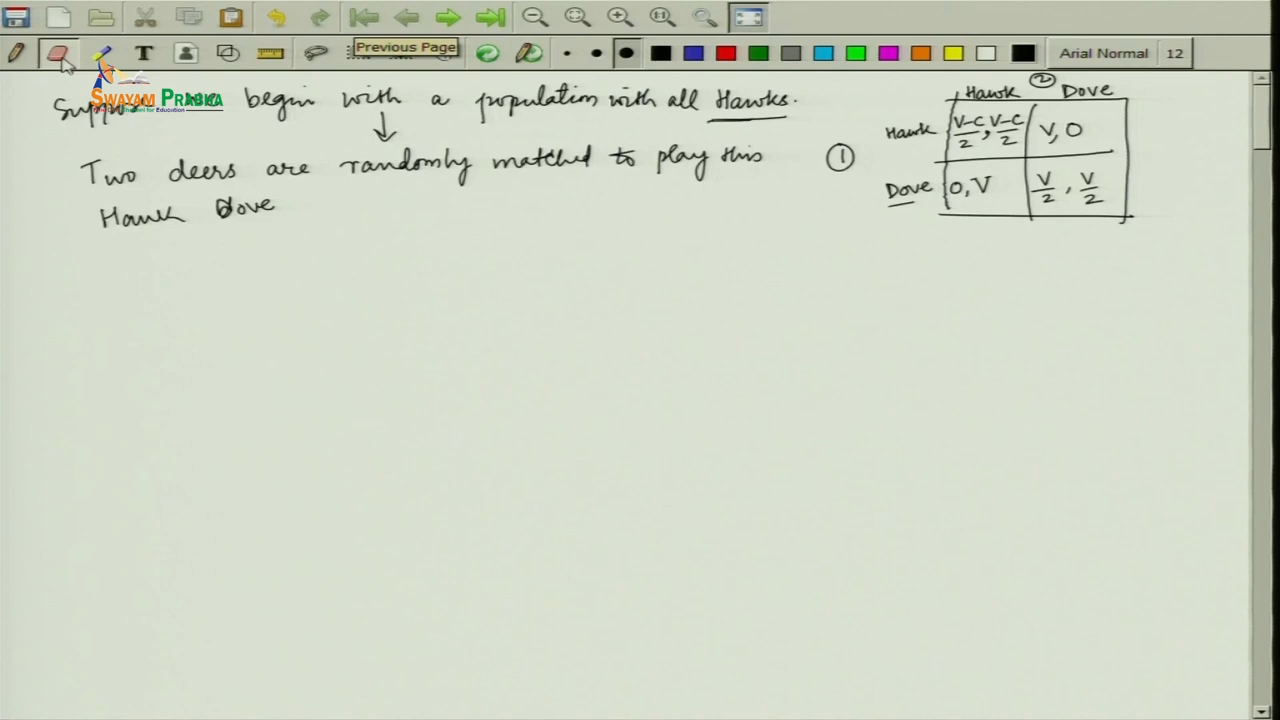 Previous Page
Arial Normal 12
SWAYAM PRABHA
begin with a population with all Hawks.
Two deers are randomly matched to play this
Hawk Dove
②
Hawk Dove
① Hawk V-C/2, V-C/2 V, 0
Dove 0, V V/2, V/2